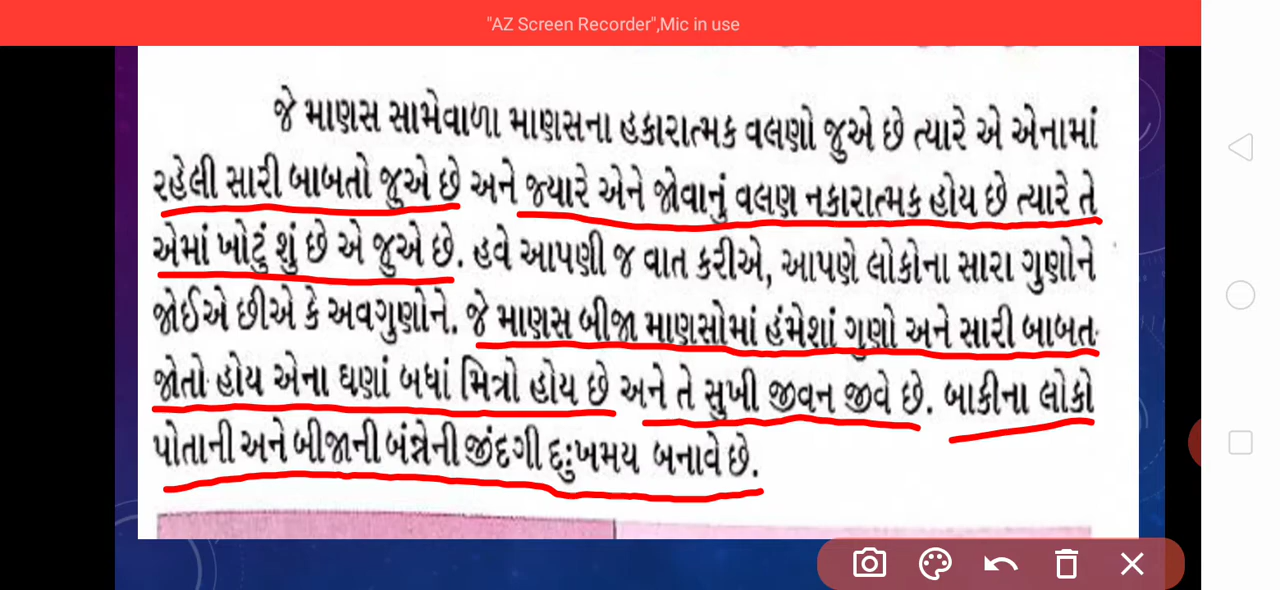 "AZ Screen Recorder",Mic in use
જે માણસ સામેવાળા માણસના હકારાત્મક વલણો જુએ છે ત્યારે એ એનામાં
રહેલી સારી બાબતો જુએ છે અને જ્યારે એને જોવાનું વલણ નકારાત્મક હોય છે ત્યારે તે
એમાં ખોટું શું છે એ જુએ છે. હવે આપણી જ વાત કરીએ, આપણે લોકોના સારા ગુણોને
જોઈએ છીએ કે અવગુણોને. જે માણસ બીજા માણસોમાં હંમેશાં ગુણો અને સારી બાબત
જોતો હોય એના ઘણાં બધાં મિત્રો હોય છે અને તે સુખી જીવન જીવે છે. બાકીના લોકો
પોતાની અને બીજાની બંન્નેની જીંદગી દુઃખમય બનાવે છે.